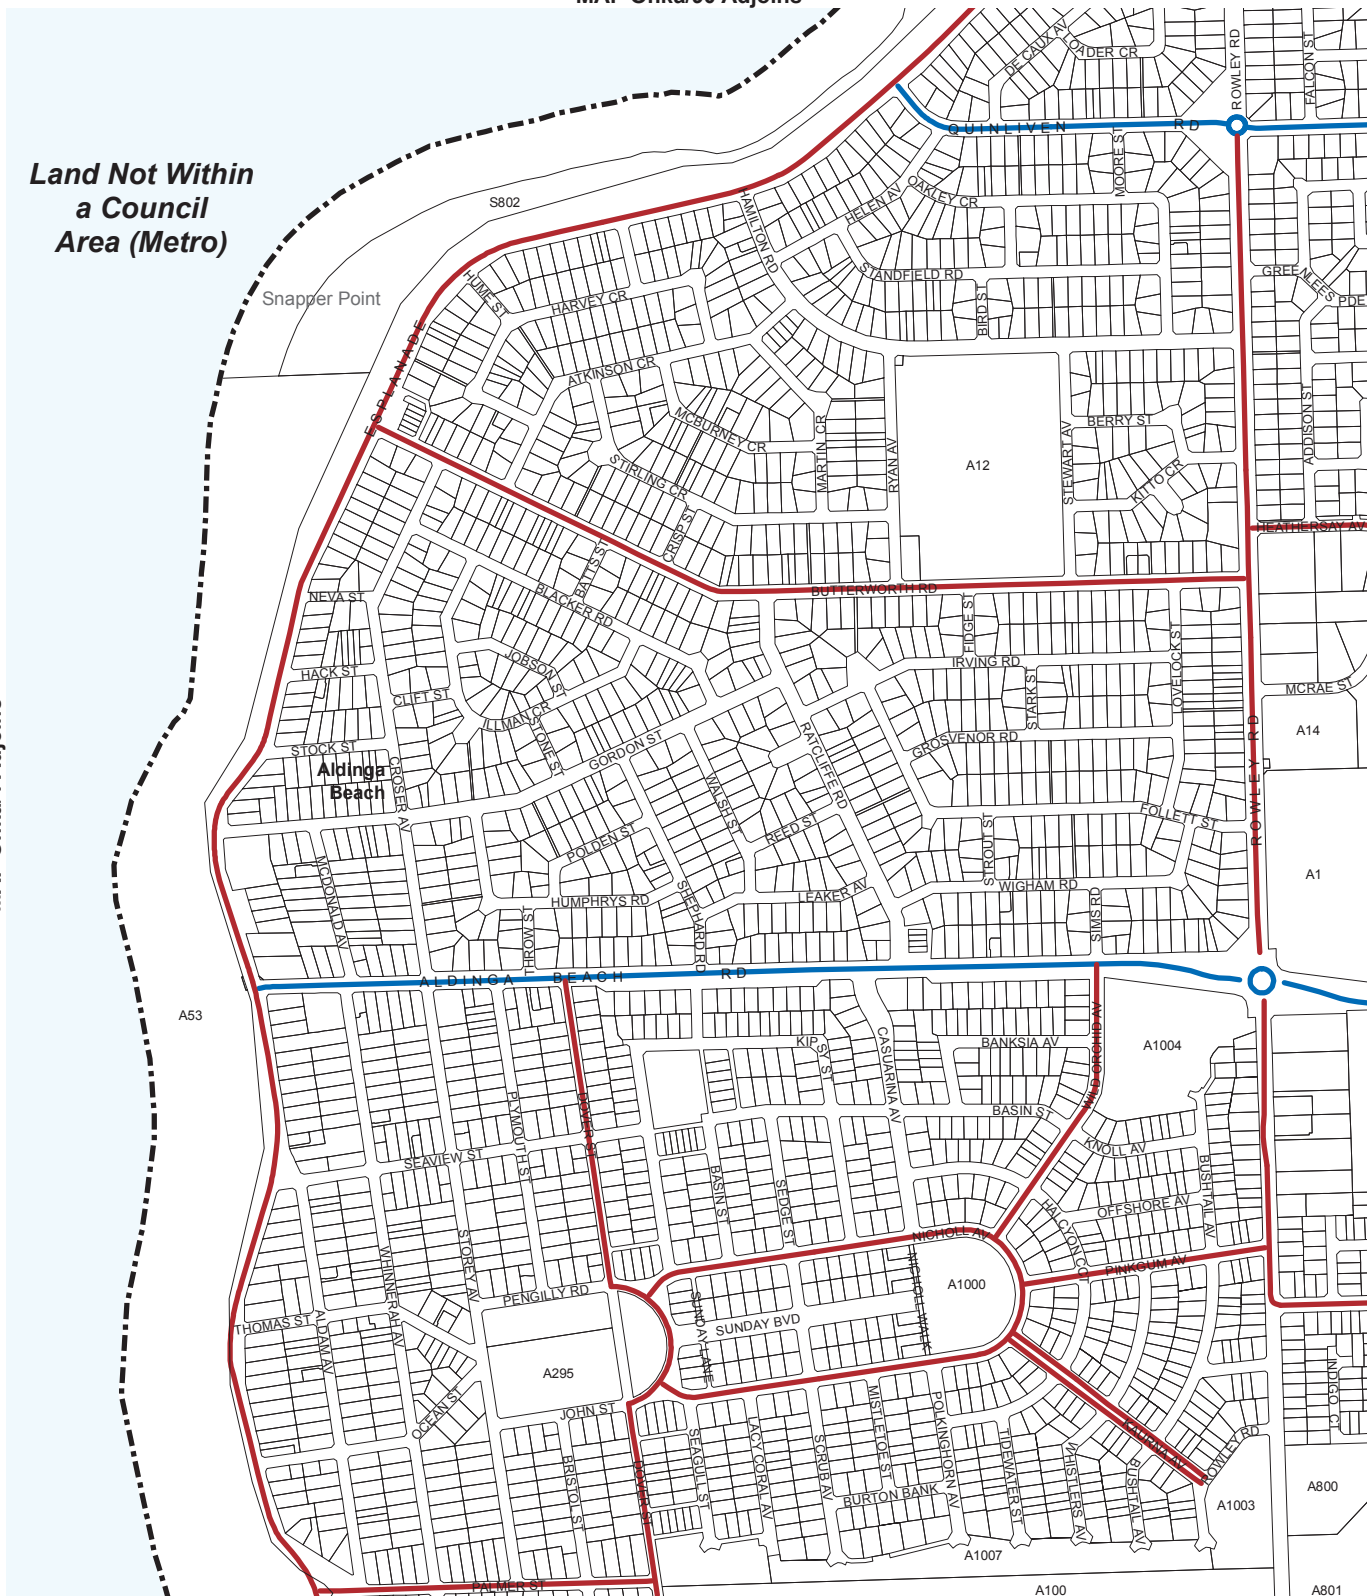 DE CAUX AV
LOADER CR
ROWLEY RD
FALCON ST
QUINLIVEN RD
MOORE ST
Land Not Within
a Council
Area (Metro)
S802
HAMILTON RD
HELEN AV
OAKLEY CR
STANDFIELD RD
BIRD ST
GREENLEES PDE
Snapper Point
HUME ST
HARVEY CR
ESPLANADE
ATKINSON CR
MCBURNEY CR
MARTIN CR
RYAN AV
A12
STEWART AV
BERRY ST
KITTO CR
ADDISON ST
STIRLING CR
CRISP ST
HEATHERSAY AV
BATTS ST
BLACKER RD
BUTTERWORTH RD
NEVA ST
FIDGE ST
IRVING RD
LOVELOCK ST
HACK ST
JOBSON ST
CLIFT ST
ILLMAN CR
STONE ST
STARK ST
MCRAE ST
A14
STOCK ST
GORDON ST
RATCLIFFE RD
GROSVENOR RD
ROWLEY RD
Aldinga
Beach
CROSER AV
WALSH ST
REED ST
POLDEN ST
FOLLETT ST
STROUT ST
A1
MCDONALD AV
HUMPHRYS RD
SHEPHARD RD
LEAKER AV
WIGHAM RD
SIMS RD
THROW ST
ALDINGA BEACH RD
A53
KIPSY ST
CASUARINA AV
BANKSIA AV
WILD ORCHID AV
A1004
PLYMOUTH ST
DOVER ST
BASIN ST
KNOLL AV
SEAVIEW ST
BASIN ST
SEDGE ST
BUSHTAIL AV
OFFSHORE AV
HALCYON CT
STOREY AV
WHINNERAH AV
NICHOLL AV
NICHOLL WALK
PINKGUM AV
A1000
PENGILLY RD
SUNDAY LANE
SUNDAY BVD
THOMAS ST
ALDAM AV
A295
OCEAN ST
JOHN ST
INDIGO CT
MISTLETOE ST
POLKINGHORN AV
SEAGULL ST
LACY CORAL AV
SCRUB AV
TIDEWATER S
WHISTLERS AV
KAURNA AV
ROWLEY RD
BUSHTAIL AV
BRISTOL ST
DOVER ST
BURTON BANK
A1003
A800
A1007
PALMER ST
A100
A801